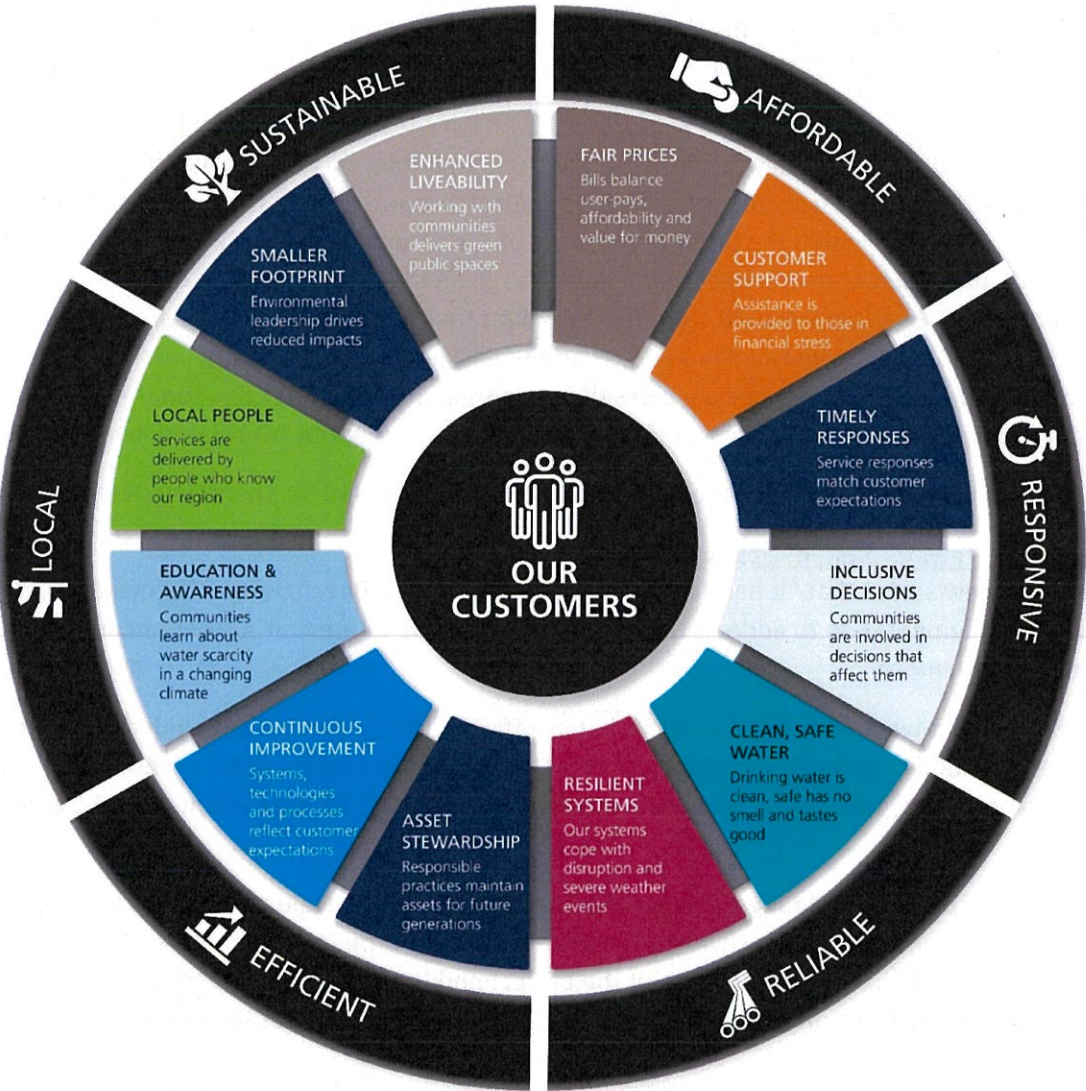 SUSTAINABLE
AFFORDABLE
RESPONSIVE
RELIABLE
EFFICIENT
LOCAL
ENHANCED
LIVEABILITY
Working with
communities
delivers green
public spaces
FAIR PRICES
Bills balance
user-pays,
affordability and
value for money
CUSTOMER
SUPPORT
Assistance is
provided to those in
financial stress
TIMELY
RESPONSES
Service responses
match customer
expectations
INCLUSIVE
DECISIONS
Communities
are involved in
decisions that
affect them
CLEAN, SAFE
WATER
Drinking water is
clean, safe has no
smell and tastes
good
RESILIENT
SYSTEMS
Our systems
cope with
disruption and
severe weather
events
ASSET
STEWARDSHIP
Responsible
practices maintain
assets for future
generations
CONTINUOUS
IMPROVEMENT
Systems,
technologies
and processes
reflect customer
expectations
EDUCATION &
AWARENESS
Communities
learn about
water scarcity
in a changing
climate
LOCAL PEOPLE
Services are
delivered by
people who know
our region
SMALLER
FOOTPRINT
Environmental
leadership drives
reduced impacts
OUR
CUSTOMERS